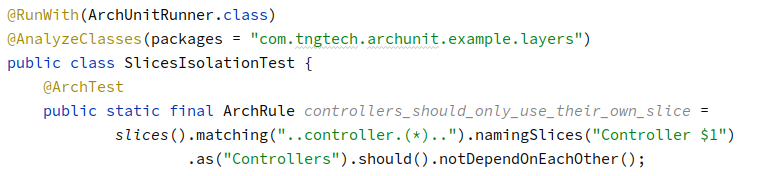 @RunWith(ArchUnitRunner.class)
@AnalyzeClasses(packages = "com.tngtech.archunit.example.layers")
public class SlicesIsolationTest {
@ArchTest
public static final ArchRule controllers_should_only_use_their_own_slice =
slices().matching("..controller.(*)..").namingSlices("Controller $1")
.as("Controllers").should().notDependOnEachOther();